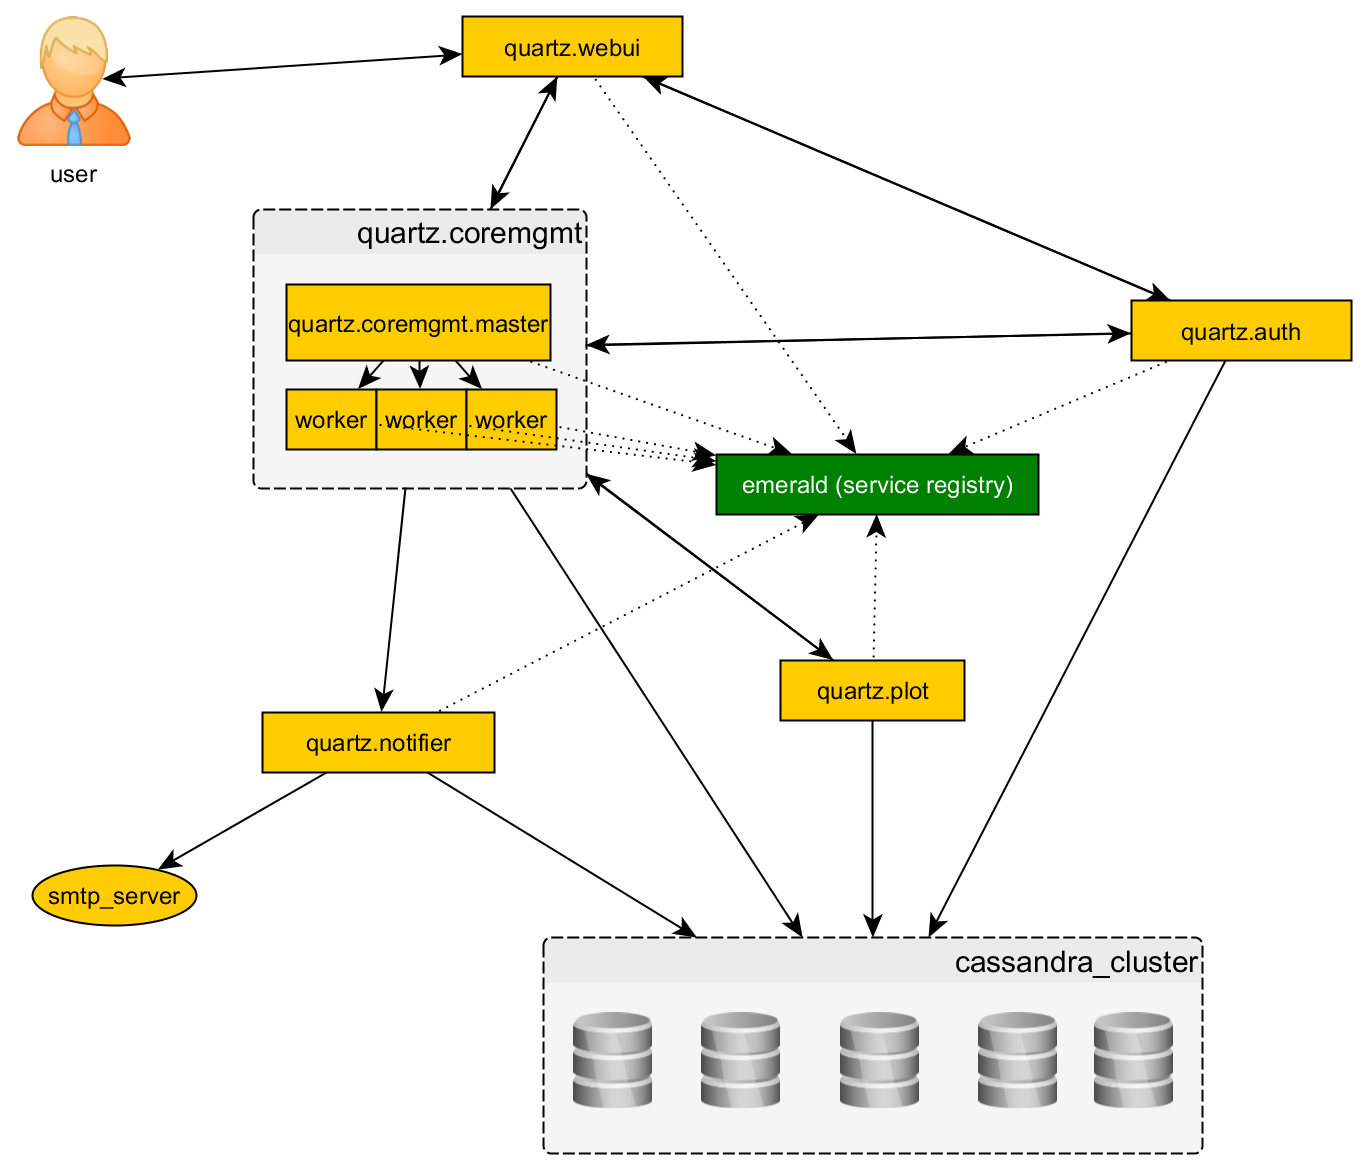 quartz.webui
user
quartz.coremgmt
quartz.coremgmt.master
quartz.auth
worker
worker
worker
emerald (service registry)
quartz.plot
quartz.notifier
smtp_server
cassandra_cluster